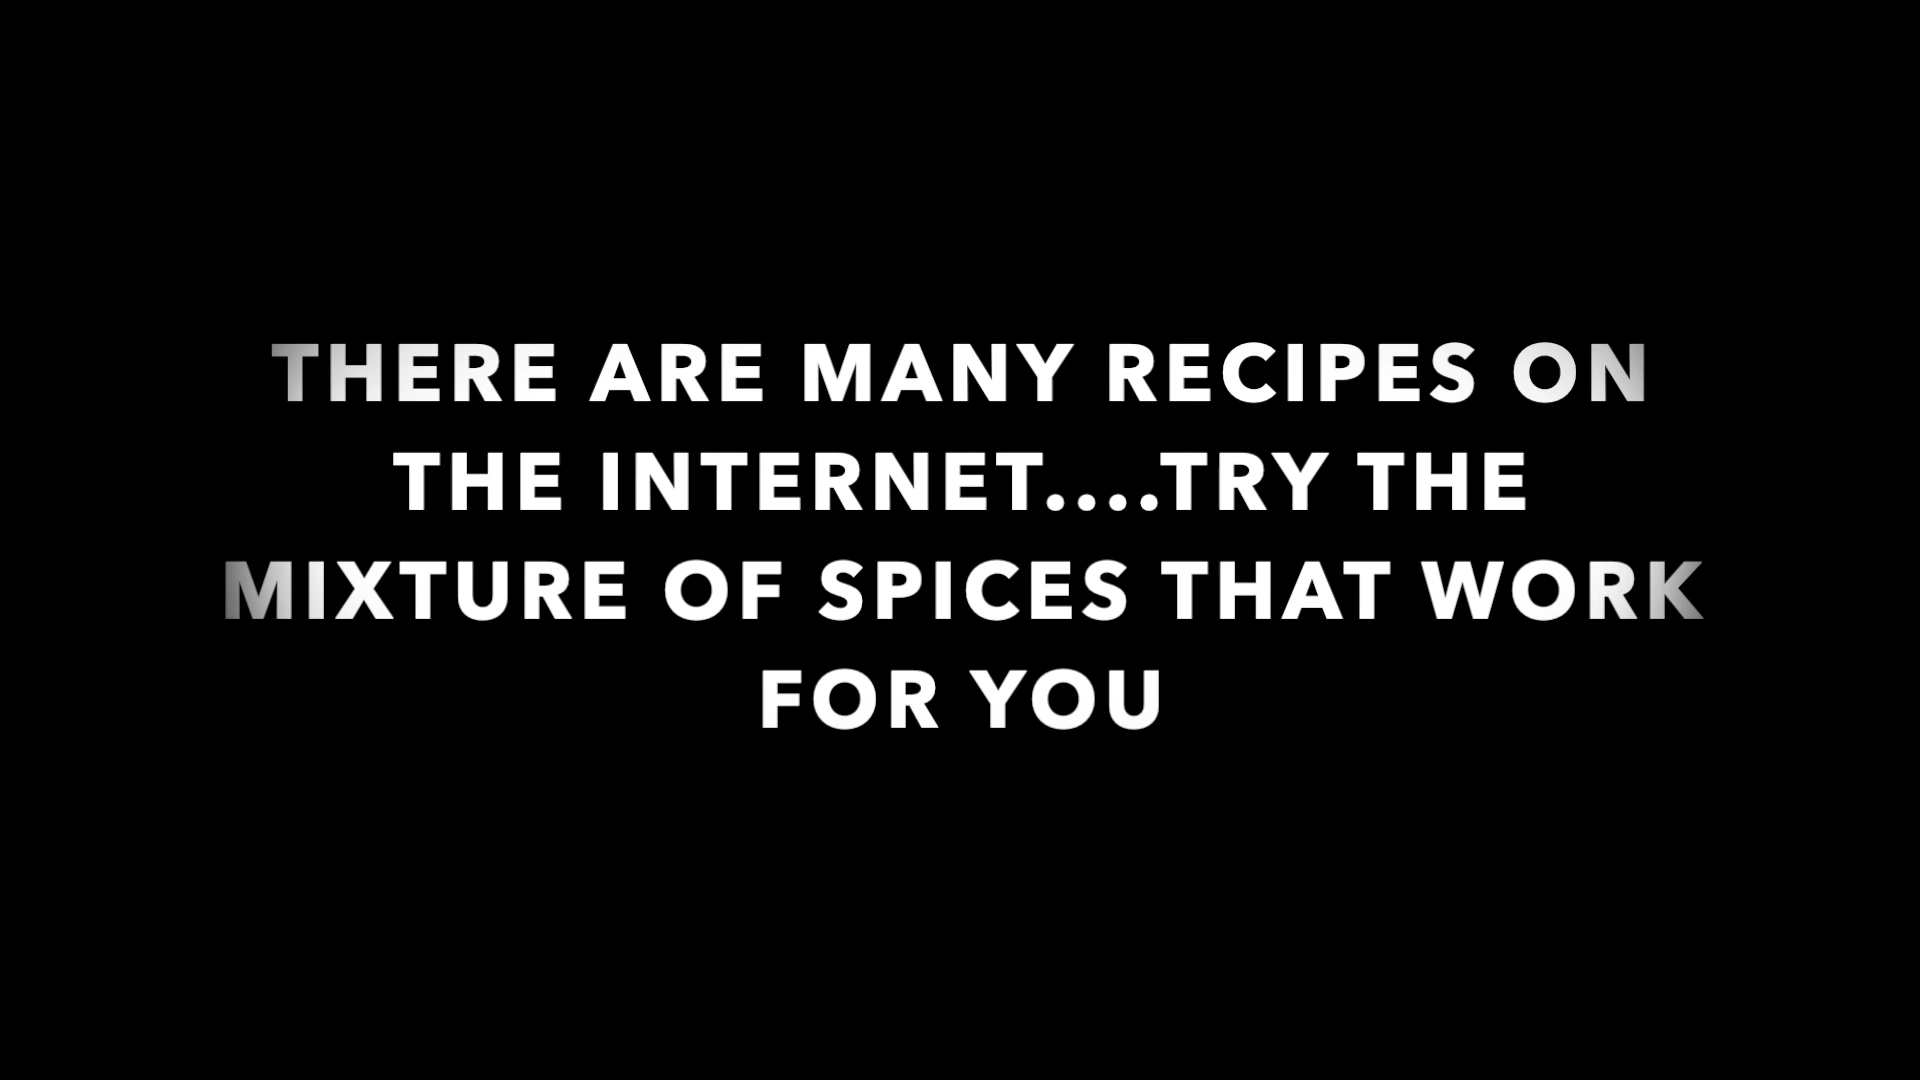 THERE ARE MANY RECIPES ON
THE INTERNET....TRY THE
MIXTURE OF SPICES THAT WORK
FOR YOU